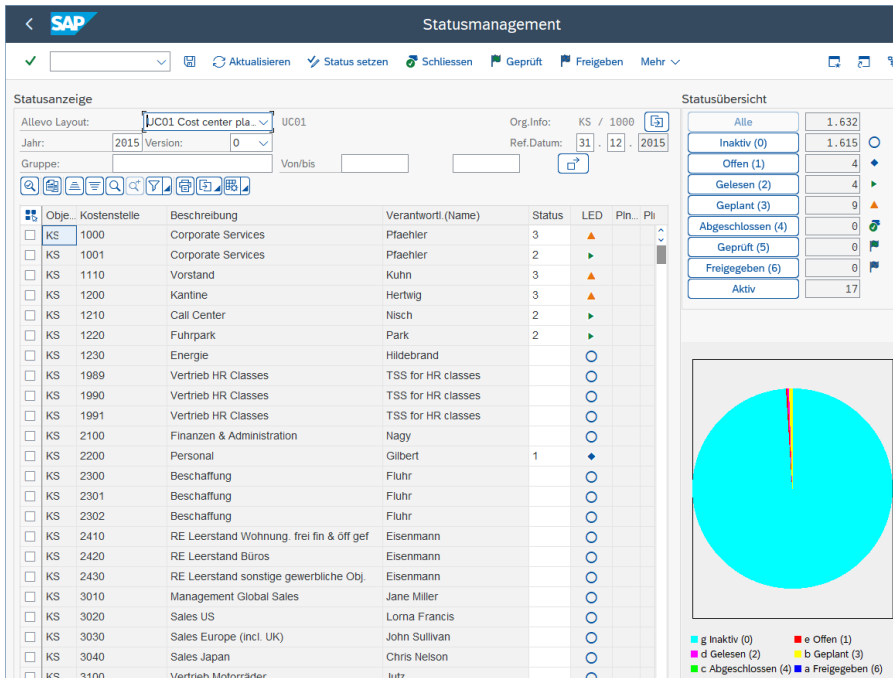 SAP Statusmanagement
Aktualisieren Status setzen Schliessen Geprüft Freigeben Mehr
Statusanzeige Statusübersicht
Allevo Layout: UC01 Cost center pla... UC01 Org.Info: KS / 1000
Jahr: 2015 Version: 0 Ref.Datum: 31 . 12 . 2015
Gruppe: Von/bis
Alle 1.632
Inaktiv (0) 1.615
Offen (1) 4
Gelesen (2) 4
Geplant (3) 9
Abgeschlossen (4) 0
Geprüft (5) 0
Freigegeben (6) 0
Aktiv 17
Obje... Kostenstelle Beschreibung Verantwortl.(Name) Status LED Pln...
KS 1000 Corporate Services Pfaehler 3
KS 1001 Corporate Services Pfaehler 2
KS 1110 Vorstand Kuhn 3
KS 1200 Kantine Hertwig 3
KS 1210 Call Center Nisch 2
KS 1220 Fuhrpark Park 2
KS 1230 Energie Hildebrand
KS 1989 Vertrieb HR Classes TSS for HR classes
KS 1990 Vertrieb HR Classes TSS for HR classes
KS 1991 Vertrieb HR Classes TSS for HR classes
KS 2100 Finanzen & Administration Nagy
KS 2200 Personal Gilbert 1
KS 2300 Beschaffung Fluhr
KS 2301 Beschaffung Fluhr
KS 2302 Beschaffung Fluhr
KS 2410 RE Leerstand Wohnung. frei fin & öff gef Eisenmann
KS 2420 RE Leerstand Büros Eisenmann
KS 2430 RE Leerstand sonstige gewerbliche Obj. Eisenmann
KS 3010 Management Global Sales Jane Miller
KS 3020 Sales US Lorna Francis
KS 3030 Sales Europe (incl. UK) John Sullivan
KS 3040 Sales Japan Chris Nelson
KS 3100 Vertrieb Motorräder Jutz
g Inaktiv (0) e Offen (1)
d Gelesen (2) b Geplant (3)
c Abgeschlossen (4) a Freigegeben (6)